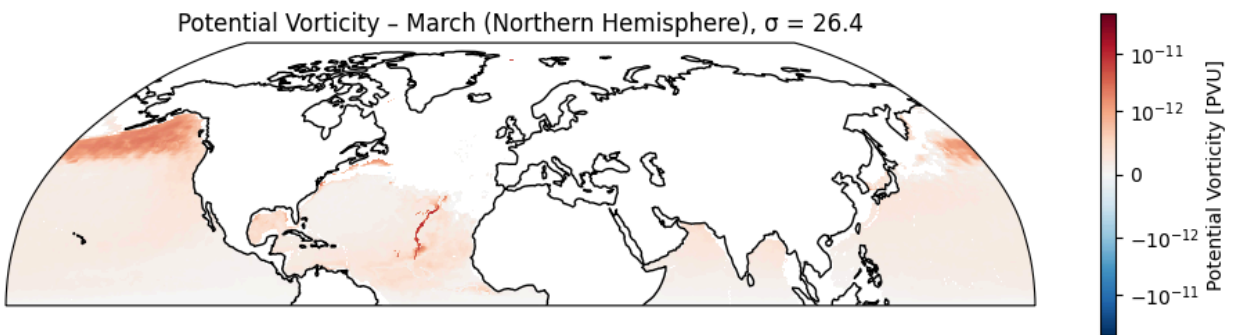 Potential Vorticity – March (Northern Hemisphere), σ = 26.4
10⁻¹¹
10⁻¹²
0
−10⁻¹²
−10⁻¹¹
Potential Vorticity [PVU]